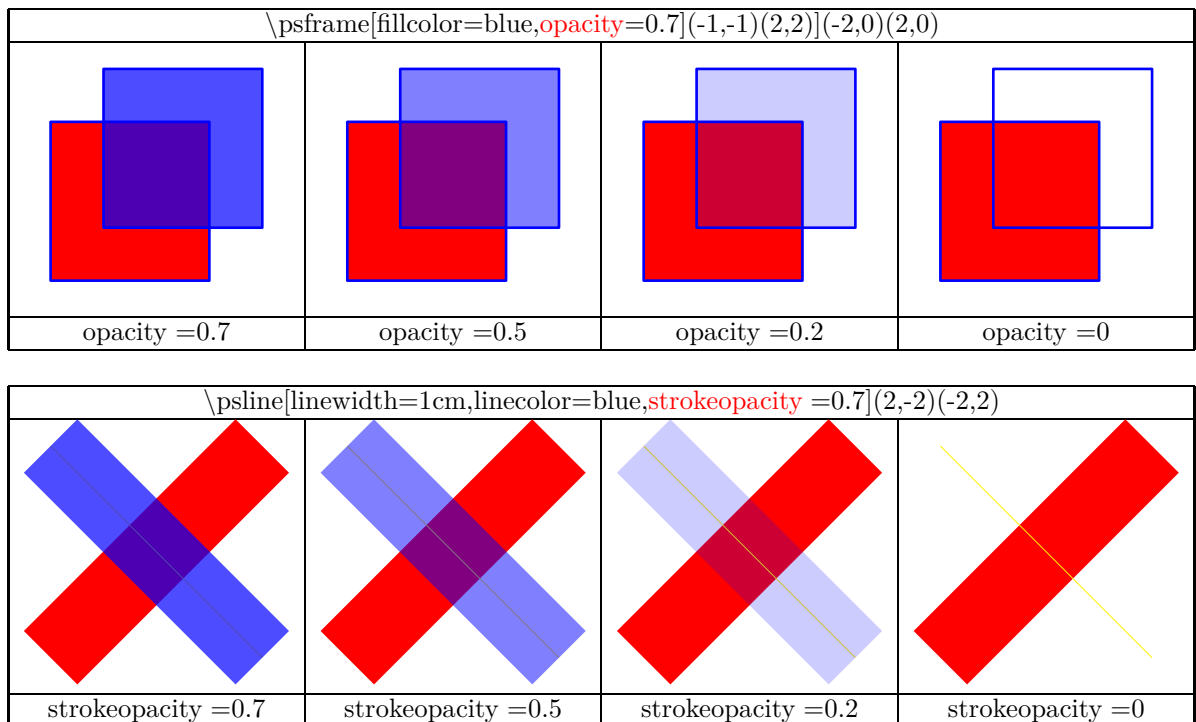 \psframe[fillcolor=blue,opacity=0.7](-1,-1)(2,2)](-2,0)(2,0)
opacity =0.7
opacity =0.5
opacity =0.2
opacity =0
\psline[linewidth=1cm,linecolor=blue,strokeopacity =0.7](2,-2)(-2,2)
strokeopacity =0.7
strokeopacity =0.5
strokeopacity =0.2
strokeopacity =0